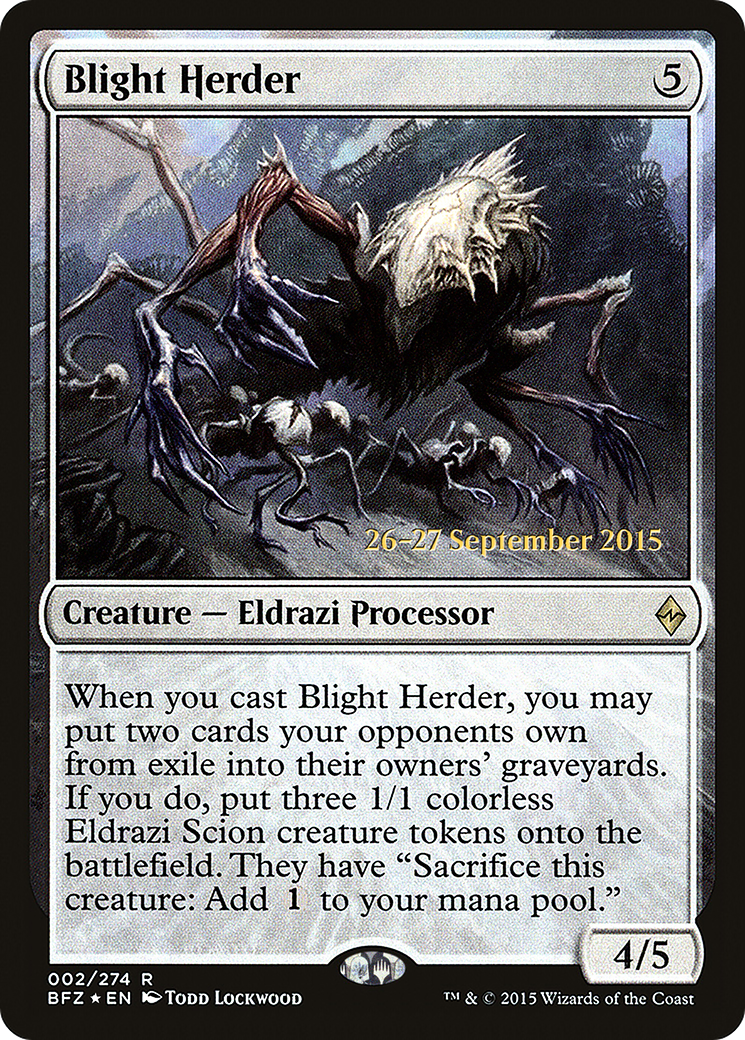 Blight Herder 5
26–27 September 2015
Creature — Eldrazi Processor
When you cast Blight Herder, you may
put two cards your opponents own
from exile into their owners’ graveyards.
If you do, put three 1/1 colorless
Eldrazi Scion creature tokens onto the
battlefield. They have “Sacrifice this
creature: Add 1 to your mana pool.”
4/5
002/274 R
BFZ ★ EN Todd Lockwood
™ & © 2015 Wizards of the Coast